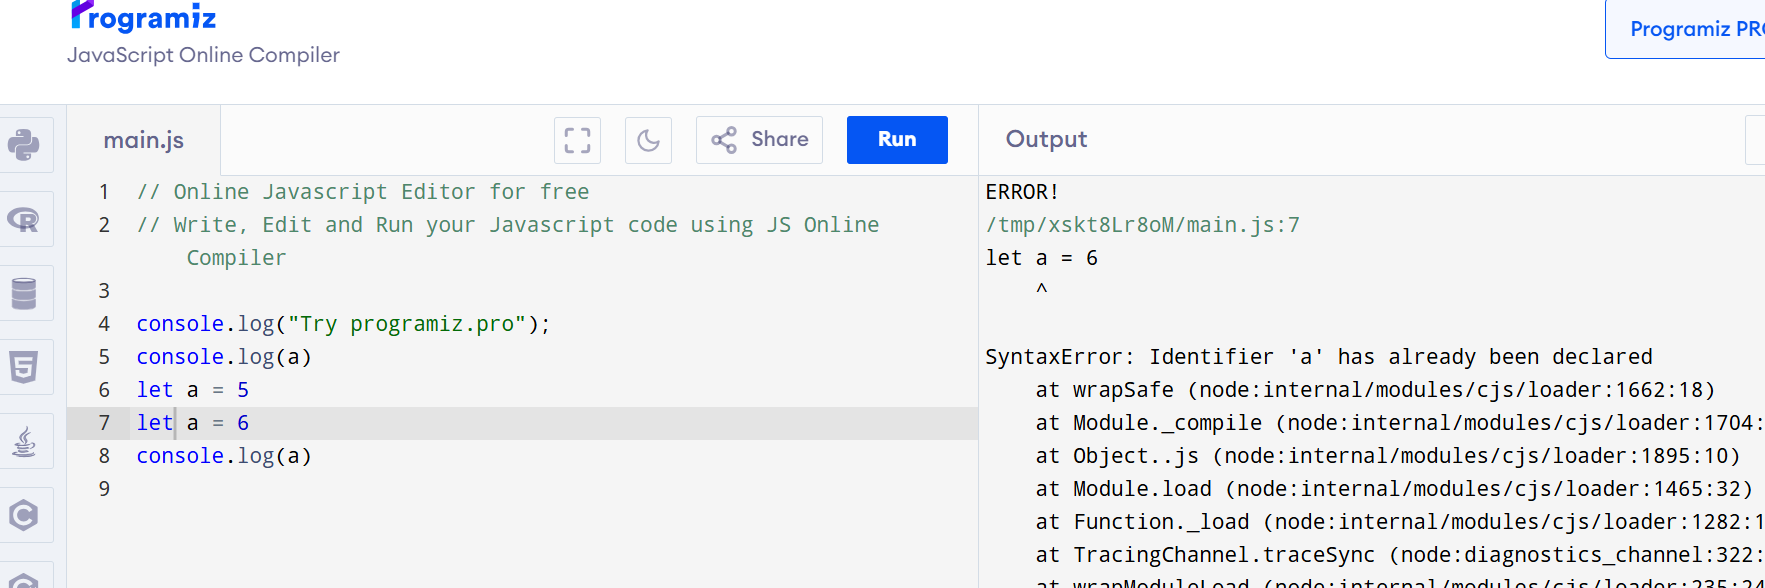 Programiz
JavaScript Online Compiler
Programiz PRO
main.js
Share
Run
Output
1 // Online Javascript Editor for free
2 // Write, Edit and Run your Javascript code using JS Online
Compiler
3
4 console.log("Try programiz.pro");
5 console.log(a)
6 let a = 5
7 let a = 6
8 console.log(a)
9
ERROR!
/tmp/xskt8Lr8oM/main.js:7
let a = 6
^
SyntaxError: Identifier 'a' has already been declared
at wrapSafe (node:internal/modules/cjs/loader:1662:18)
at Module._compile (node:internal/modules/cjs/loader:1704:
at Object..js (node:internal/modules/cjs/loader:1895:10)
at Module.load (node:internal/modules/cjs/loader:1465:32)
at Function._load (node:internal/modules/cjs/loader:1282:1
at TracingChannel.traceSync (node:diagnostics_channel:322:
at wrapModuleLoad (node:internal/modules/cjs/loader:235:24